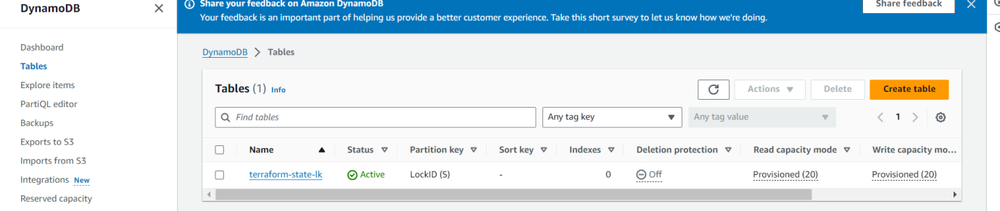 DynamoDB
Share your feedback on Amazon DynamoDB
Your feedback is an important part of helping us provide a better customer experience. Take this short survey to let us know how we're doing.
Share feedback
Dashboard
Tables
Explore items
PartiQL editor
Backups
Exports to S3
Imports from S3
Integrations New
Reserved capacity
DynamoDB > Tables
Tables (1) Info
Actions
Delete
Create table
Find tables
Any tag key
Any tag value
1
Name Status Partition key Sort key Indexes Deletion protection Read capacity mode Write capacity mo...
terraform-state-lk Active LockID (S) - 0 Off Provisioned (20) Provisioned (20)